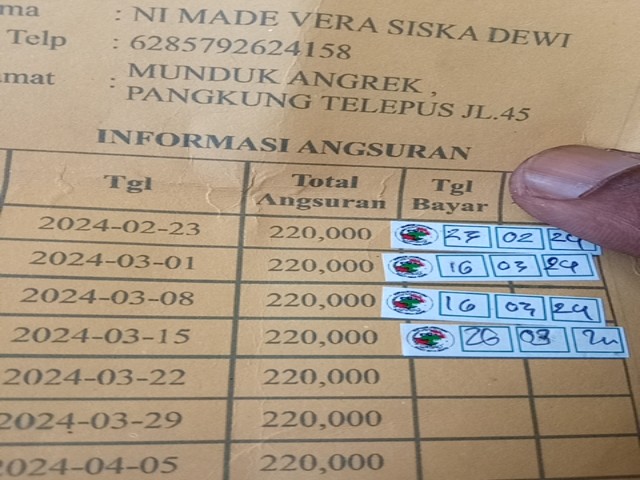 ma : NI MADE VERA SISKA DEWI
Telp : 6285792624158
mat : MUNDUK ANGREK ,
PANGKUNG TELEPUS JL.45
INFORMASI ANGSURAN
Tgl Total Angsuran Tgl Bayar
2024-02-23 220,000 23 02 24
2024-03-01 220,000 16 03 24
2024-03-08 220,000 16 03 24
2024-03-15 220,000 26 03 24
2024-03-22 220,000
2024-03-29 220,000
2024-04-05 220,000